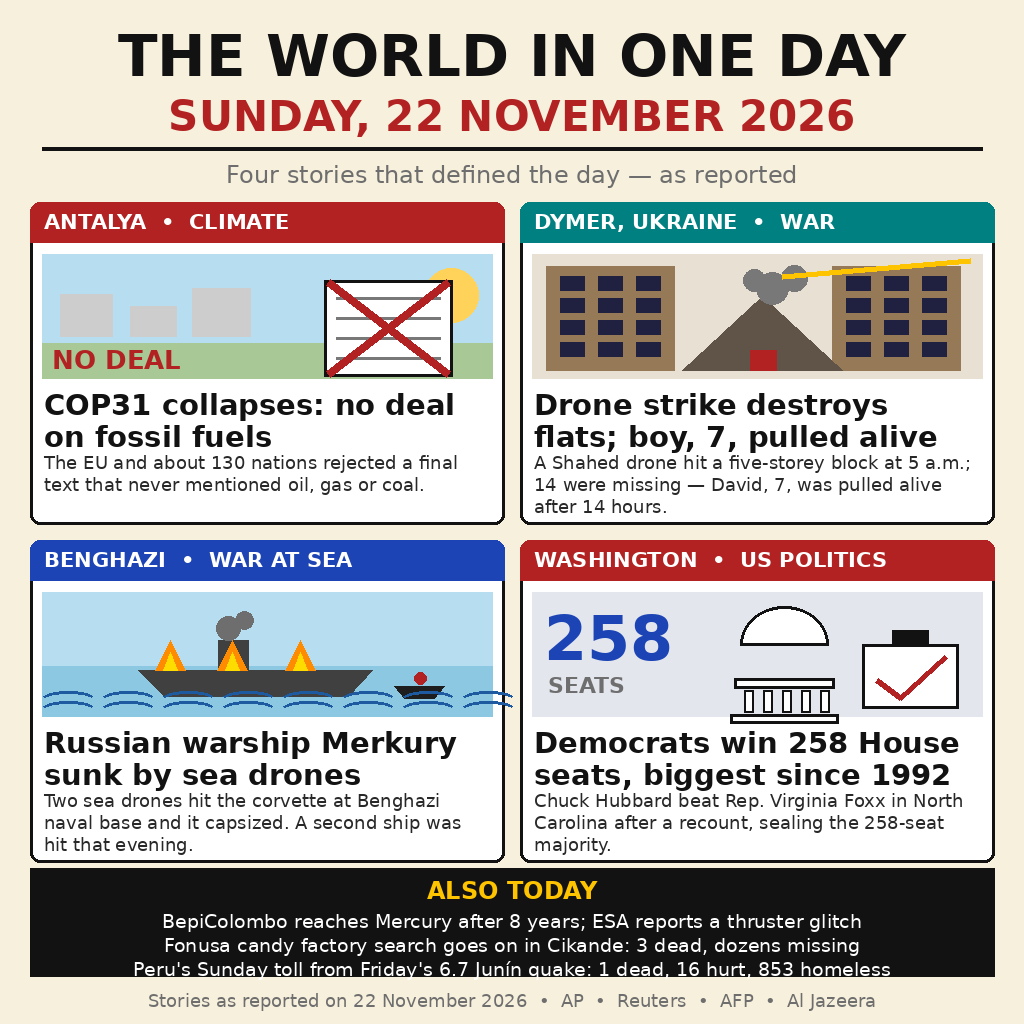 THE WORLD IN ONE DAY
SUNDAY, 22 NOVEMBER 2026
Four stories that defined the day — as reported
ANTALYA • CLIMATE
NO DEAL
COP31 collapses: no deal
on fossil fuels
The EU and about 130 nations rejected a final
text that never mentioned oil, gas or coal.
DYMER, UKRAINE • WAR
Drone strike destroys
flats; boy, 7, pulled alive
A Shahed drone hit a five-storey block at 5 a.m.;
14 were missing — David, 7, was pulled alive
after 14 hours.
BENGHAZI • WAR AT SEA
Russian warship Merkury
sunk by sea drones
Two sea drones hit the corvette at Benghazi
naval base and it capsized. A second ship was
hit that evening.
WASHINGTON • US POLITICS
258
SEATS
Democrats win 258 House
seats, biggest since 1992
Chuck Hubbard beat Rep. Virginia Foxx in North
Carolina after a recount, sealing the 258-seat
majority.
ALSO TODAY
BepiColombo reaches Mercury after 8 years; ESA reports a thruster glitch
Fonusa candy factory search goes on in Cikande: 3 dead, dozens missing
Peru's Sunday toll from Friday's 6.7 Junín quake: 1 dead, 16 hurt, 853 homeless
Stories as reported on 22 November 2026 • AP • Reuters • AFP • Al Jazeera